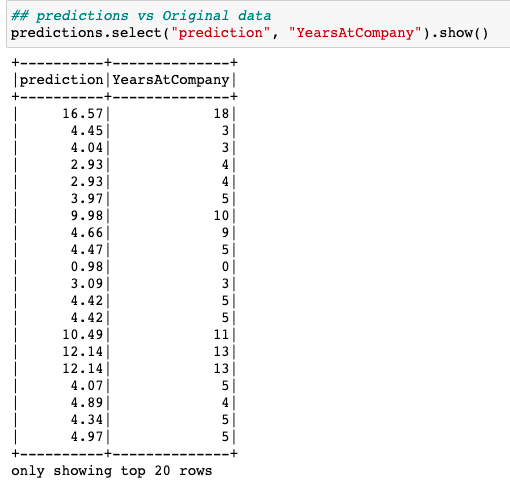 ## predictions vs Original data
predictions.select("prediction", "YearsAtCompany").show()
+----------+--------------+
|prediction|YearsAtCompany|
+----------+--------------+
|     16.57|            18|
|      4.45|             3|
|      4.04|             3|
|      2.93|             4|
|      2.93|             4|
|      3.97|             5|
|      9.98|            10|
|      4.66|             9|
|      4.47|             5|
|      0.98|             0|
|      3.09|             3|
|      4.42|             5|
|      4.42|             5|
|     10.49|            11|
|     12.14|            13|
|     12.14|            13|
|      4.07|             5|
|      4.89|             4|
|      4.34|             5|
|      4.97|             5|
+----------+--------------+
only showing top 20 rows